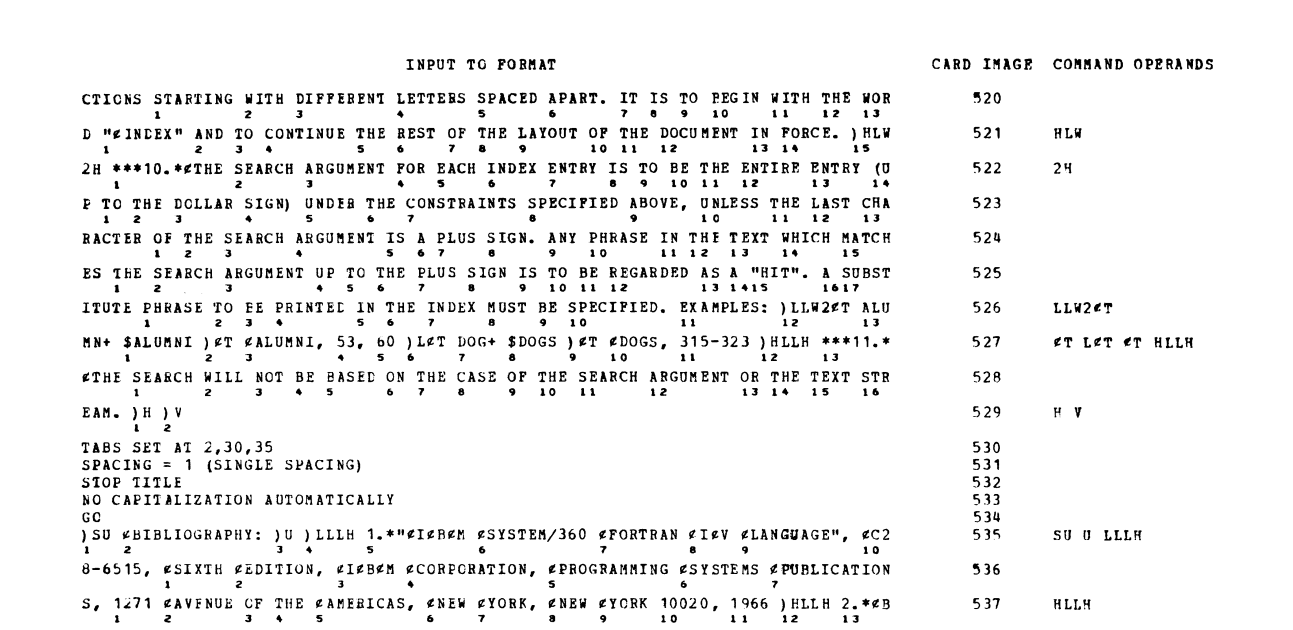 INPUT TO FORMAT CARD IMAGE COMMAND OPERANDS
CTIONS STARTING WITH DIFFERENT LETTERS SPACED APART. IT IS TO BEGIN WITH THE WOR 520
1 2 3 4 5 6 7 8 9 10 11 12 13
D "¢INDEX" AND TO CONTINUE THE REST OF THE LAYOUT OF THE DOCUMENT IN FORCE. )HLW 521 HLW
1 2 3 4 5 6 7 8 9 10 11 12 13 14 15
2H ***10.*¢THE SEARCH ARGUMENT FOR EACH INDEX ENTRY IS TO BE THE ENTIRE ENTRY (U 522 2H
1 2 3 4 5 6 7 8 9 10 11 12 13 14
P TO THE DOLLAR SIGN) UNDER THE CONSTRAINTS SPECIFIED ABOVE, UNLESS THE LAST CHA 523
1 2 3 4 5 6 7 8 9 10 11 12 13
RACTER OF THE SEARCH ARGUMENT IS A PLUS SIGN. ANY PHRASE IN THE TEXT WHICH MATCH 524
1 2 3 4 5 6 7 8 9 10 11 12 13 14 15
ES THE SEARCH ARGUMENT UP TO THE PLUS SIGN IS TO BE REGARDED AS A "HIT". A SUBST 525
1 2 3 4 5 6 7 8 9 10 11 12 13 14 15 16 17
ITUTE PHRASE TO BE PRINTED IN THE INDEX MUST BE SPECIFIED. EXAMPLES: )LLW2¢T ALU 526 LLW2¢T
1 2 3 4 5 6 7 8 9 10 11 12 13
MN+ $ALUMNI )¢T ¢ALUMNI, 53, 60 )L¢T DOG+ $DOGS )¢T ¢DOGS, 315-323 )HLLH ***11.* 527 ¢T L¢T ¢T HLLH
1 2 3 4 5 6 7 8 9 10 11 12 13
¢THE SEARCH WILL NOT BE BASED ON THE CASE OF THE SEARCH ARGUMENT OR THE TEXT STR 528
1 2 3 4 5 6 7 8 9 10 11 12 13 14 15 16
EAM. )H )V 529 H V
1 2
TABS SET AT 2,30,35 530
SPACING = 1 (SINGLE SPACING) 531
STOP TITLE 532
NO CAPITALIZATION AUTOMATICALLY 533
GO 534
)SU ¢BIBLIOGRAPHY: )U )LLLH 1.*"¢I¢B¢M ¢SYSTEM/360 ¢FORTRAN ¢I¢V ¢LANGUAGE", ¢C2 535 SU U LLLH
1 2 3 4 5 6 7 8 9 10
8-6515, ¢SIXTH ¢EDITION, ¢I¢B¢M ¢CORPORATION, ¢PROGRAMMING ¢SYSTEMS ¢PUBLICATION 536
1 2 3 4 5 6 7
S, 1271 ¢AVENUE OF THE ¢AMERICAS, ¢NEW ¢YORK, ¢NEW ¢YORK 10020, 1966 )HLLH 2.*¢B 537 HLLH
1 2 3 4 5 6 7 8 9 10 11 12 13